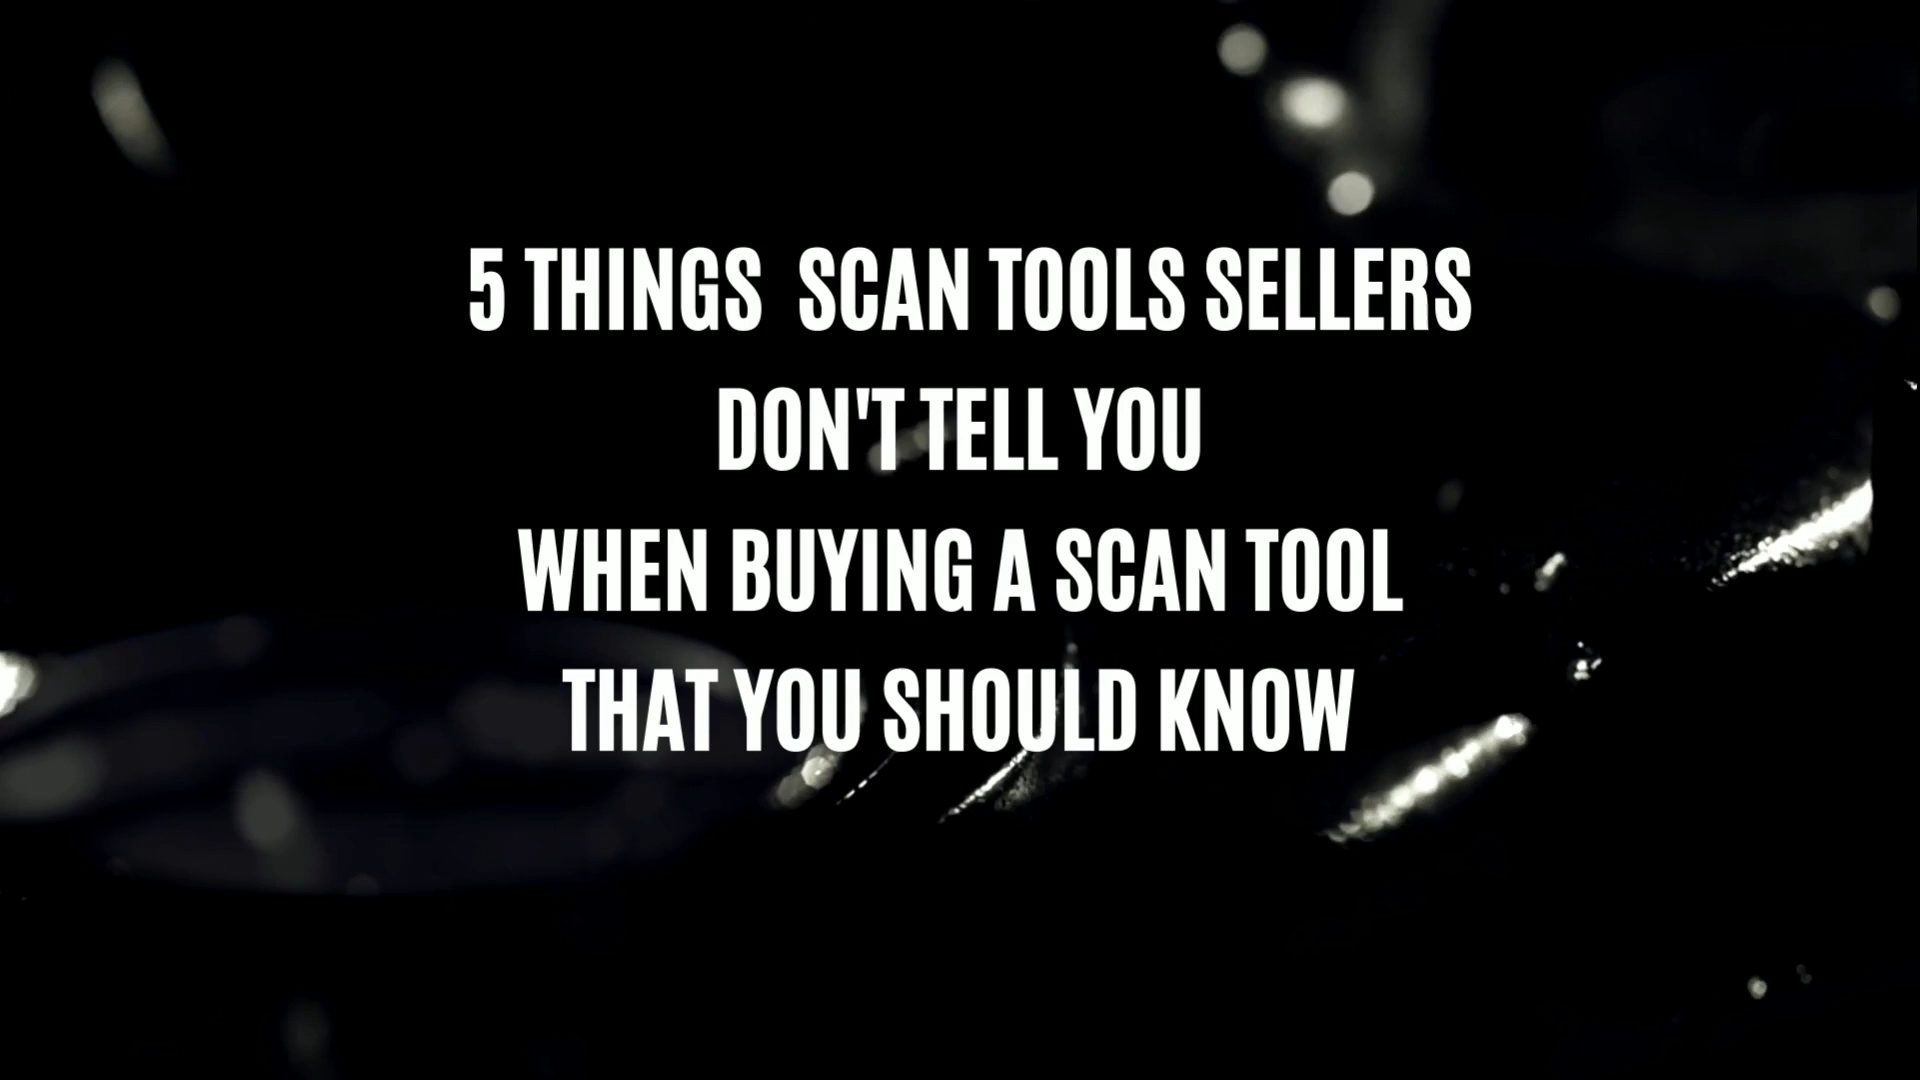 5 THINGS  SCAN TOOLS SELLERS
DON'T TELL YOU
WHEN BUYING A SCAN TOOL
THAT YOU SHOULD KNOW